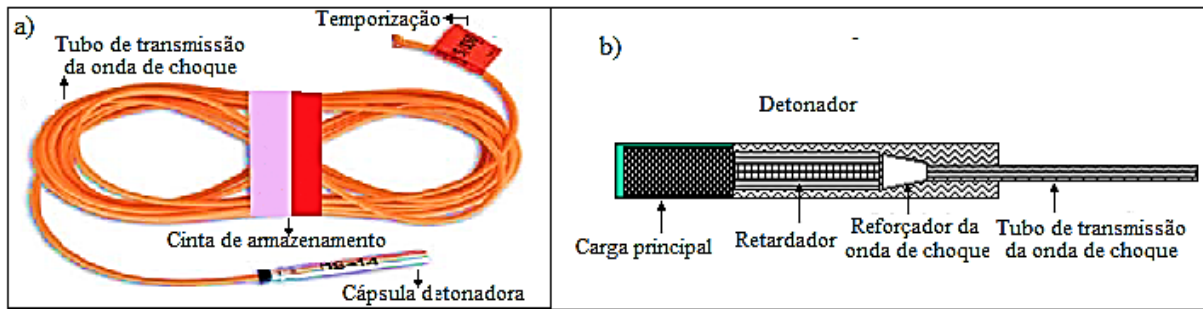 a)
Temporização
Tubo de transmissão
da onda de choque
Cinta de armazenamento
Cápsula detonadora
b)
Detonador
Carga principal
Retardador
Reforçador da
onda de choque
Tubo de transmissão
da onda de choque